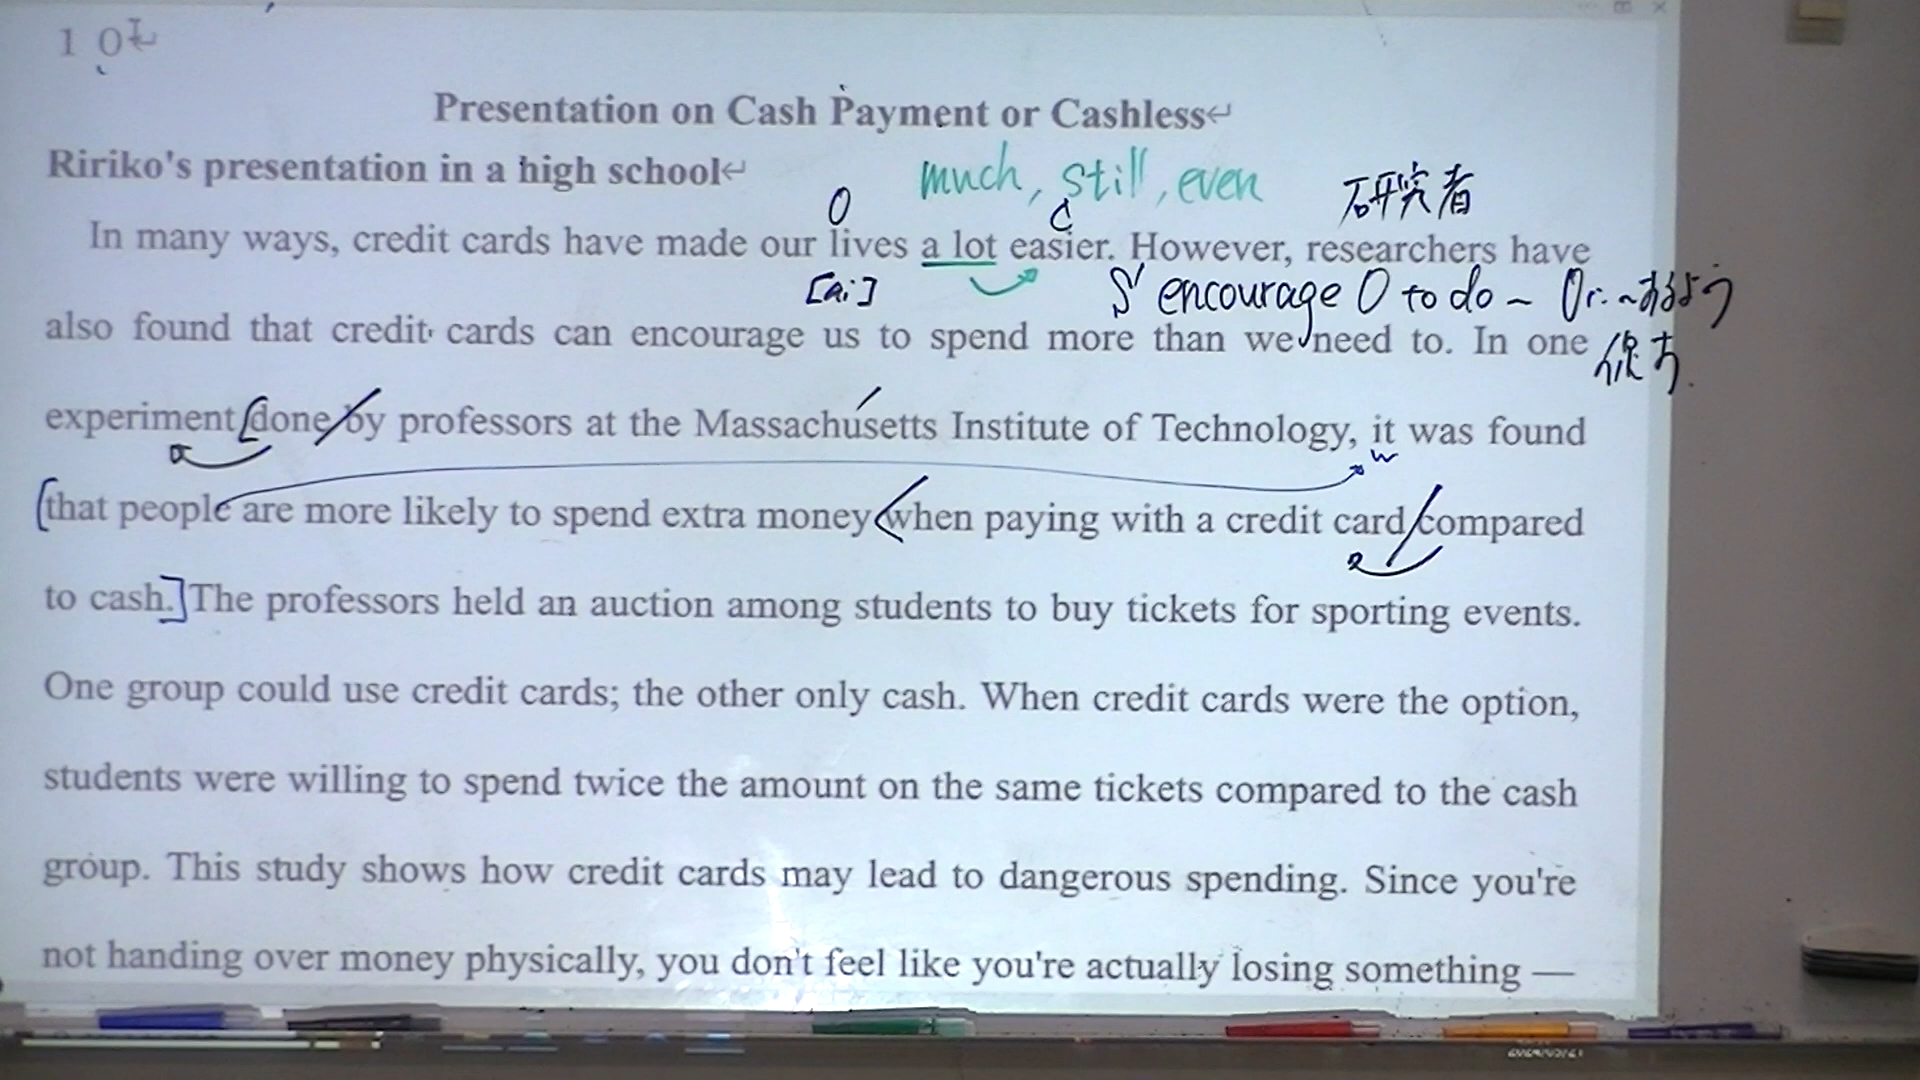 10
Presentation on Cash Payment or Cashless↵
Ririko's presentation in a high school↵
much, still, even
研究者
O
C
In many ways, credit cards have made our lives a lot easier. However, researchers have
[ai]
S encourage O to do ~ Oに~するよう
also found that credit cards can encourage us to spend more than we need to. In one
促す.
experiment [done by professors at the Massachusetts Institute of Technology, it was found
[that people are more likely to spend extra money <when paying with a credit card/compared
to cash.] The professors held an auction among students to buy tickets for sporting events.
One group could use credit cards; the other only cash. When credit cards were the option,
students were willing to spend twice the amount on the same tickets compared to the cash
group. This study shows how credit cards may lead to dangerous spending. Since you're
not handing over money physically, you don't feel like you're actually losing something —